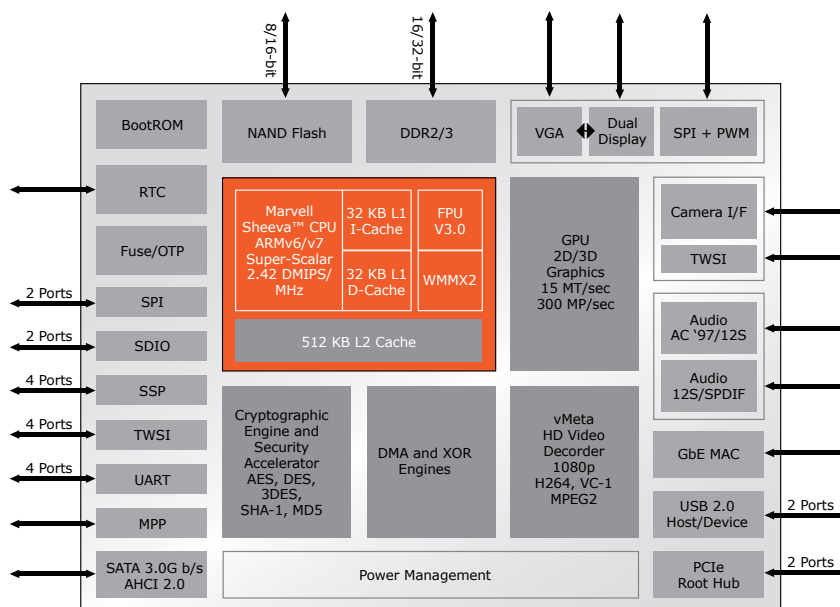 8/16-bit
16/32-bit
BootROM
NAND Flash
DDR2/3
VGA
Dual
Display
SPI + PWM
RTC
Fuse/OTP
2 Ports
SPI
2 Ports
SDIO
4 Ports
SSP
4 Ports
TWSI
4 Ports
UART
MPP
SATA 3.0G b/s
AHCI 2.0
Marvell
Sheeva™ CPU
ARMv6/v7
Super-Scalar
2.42 DMIPS/
MHz
32 KB L1
I-Cache
32 KB L1
D-Cache
FPU
V3.0
WMMX2
512 KB L2 Cache
GPU
2D/3D
Graphics
15 MT/sec
300 MP/sec
Camera I/F
TWSI
Audio
AC ‘97/12S
Audio
12S/SPDIF
Cryptographic
Engine and
Security
Accelerator
AES, DES,
3DES,
SHA-1, MD5
DMA and XOR
Engines
vMeta
HD Video
Decorder
1080p
H264, VC-1
MPEG2
GbE MAC
USB 2.0
Host/Device
2 Ports
PCIe
Root Hub
2 Ports
Power Management